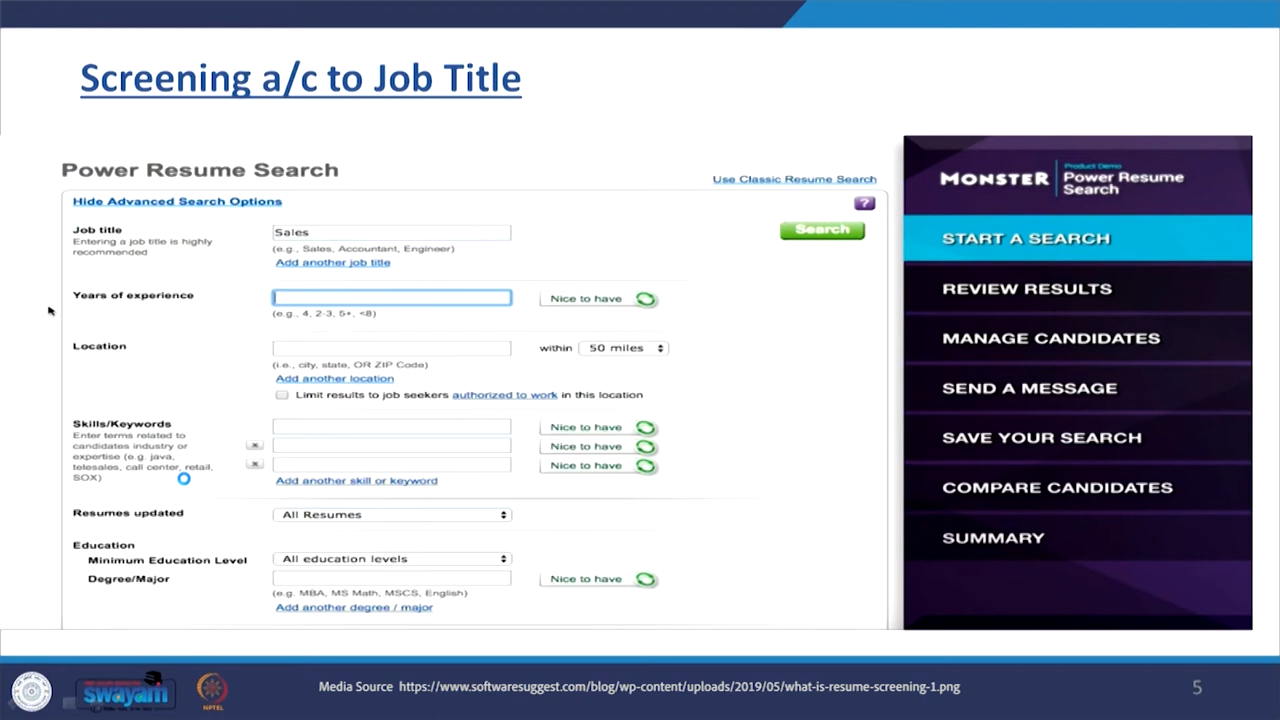 Screening a/c to Job Title
Power Resume Search
Use Classic Resume Search
Hide Advanced Search Options
?
Job title
Entering a job title is highly
recommended
Sales
(e.g., Sales, Accountant, Engineer)
Add another job title
Search
Years of experience
(e.g., 4, 2-3, 5+, <8)
Nice to have
Location
within 50 miles
(i.e., city, state, OR ZIP Code)
Add another location
Limit results to job seekers authorized to work in this location
Skills/Keywords
Enter terms related to
candidates industry or
expertise (e.g. java,
telesales, call center, retail,
SOX)
Nice to have
Nice to have
Nice to have
Add another skill or keyword
Resumes updated
All Resumes
Education
Minimum Education Level
All education levels
Degree/Major
Nice to have
(e.g. MBA, MS Math, MSCS, English)
Add another degree / major
MONSTER
Product Demo
Power Resume
Search
START A SEARCH
REVIEW RESULTS
MANAGE CANDIDATES
SEND A MESSAGE
SAVE YOUR SEARCH
COMPARE CANDIDATES
SUMMARY
swayam
NPTEL
Media Source https://www.softwaresuggest.com/blog/wp-content/uploads/2019/05/what-is-resume-screening-1.png
5